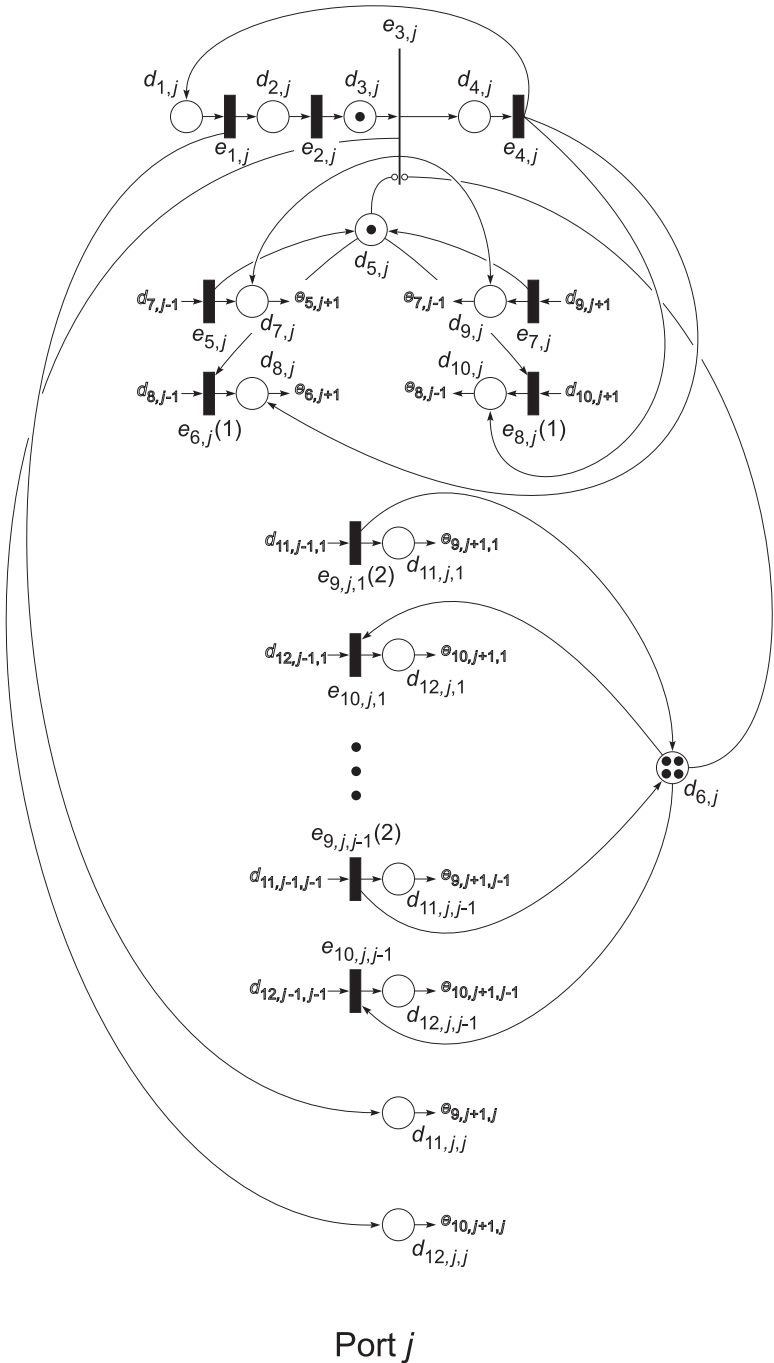 e3,j
d1,j d2,j d3,j d4,j
e1,j e2,j e4,j
d5,j
d7,j-1 e5,j+1 e7,j-1 d9,j+1
e5,j d7,j d9,j e7,j
d8,j d10,j
d8,j-1 e6,j+1 e8,j-1 d10,j+1
e6,j(1) e8,j(1)
d11,j-1,1 e9,j+1,1
e9,j,1(2) d11,j,1
d12,j-1,1 e10,j+1,1
e10,j,1 d12,j,1
d6,j
e9,j,j-1(2)
d11,j-1,j-1 e9,j+1,j-1
d11,j,j-1
e10,j,j-1
d12,j-1,j-1 e10,j+1,j-1
d12,j,j-1
e9,j+1,j
d11,j,j
e10,j+1,j
d12,j,j
Port j